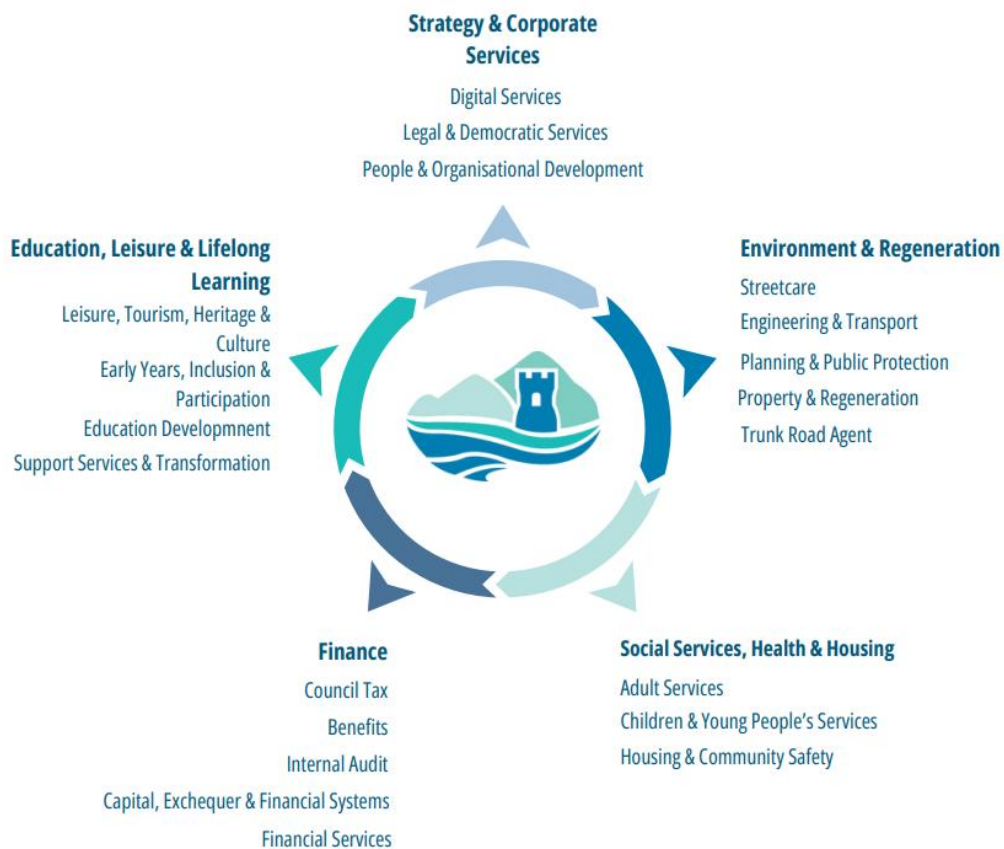 Strategy & Corporate
Services
Digital Services
Legal & Democratic Services
People & Organisational Development
Education, Leisure & Lifelong
Learning
Leisure, Tourism, Heritage &
Culture
Early Years, Inclusion &
Participation
Education Developmnent
Support Services & Transformation
Environment & Regeneration
Streetcare
Engineering & Transport
Planning & Public Protection
Property & Regeneration
Trunk Road Agent
Finance
Council Tax
Benefits
Internal Audit
Capital, Exchequer & Financial Systems
Financial Services
Social Services, Health & Housing
Adult Services
Children & Young People’s Services
Housing & Community Safety